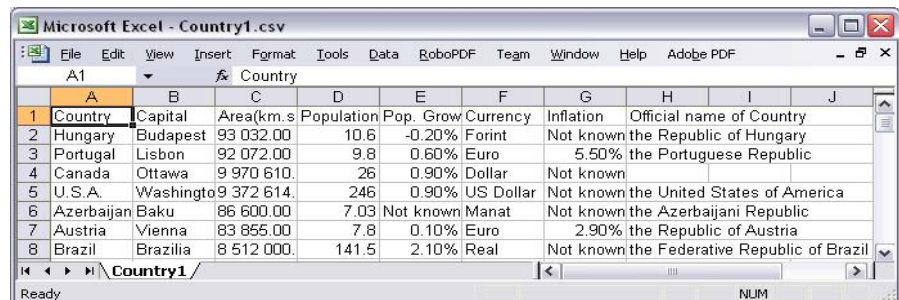 Microsoft Excel - Country1.csv
File Edit View Insert Format Tools Data RoboPDF Team Window Help Adobe PDF
A1 fx Country
A B C D E F G H I J
1 Country Capital Area(km.s Population Pop. Grow Currency Inflation Official name of Country
2 Hungary Budapest 93 032.00 10.6 -0.20% Forint Not known the Republic of Hungary
3 Portugal Lisbon 92 072.00 9.8 0.60% Euro 5.50% the Portuguese Republic
4 Canada Ottawa 9 970 610. 26 0.90% Dollar Not known
5 U.S.A. Washingto 9 372 614. 246 0.90% US Dollar Not known the United States of America
6 Azerbaijan Baku 86 600.00 7.03 Not known Manat Not known the Azerbaijani Republic
7 Austria Vienna 83 855.00 7.8 0.10% Euro 2.90% the Republic of Austria
8 Brazil Brazilia 8 512 000. 141.5 2.10% Real Not known the Federative Republic of Brazil
Country1
Ready NUM